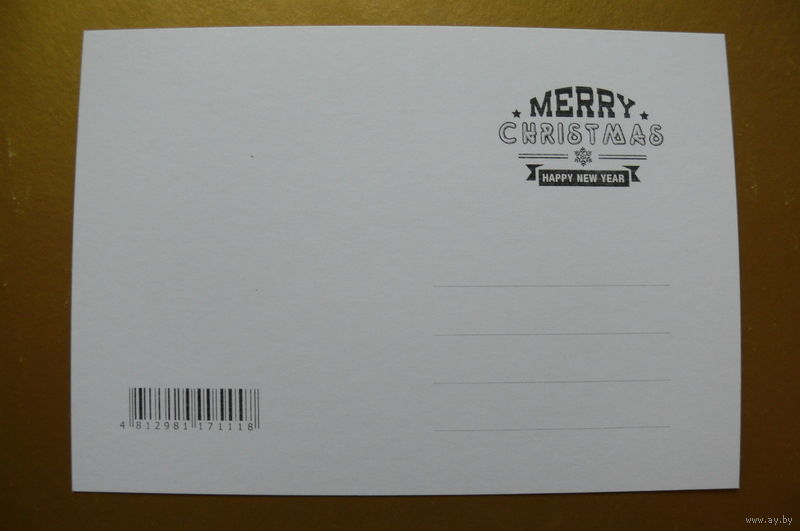 MERRY
CHRISTMAS
HAPPY NEW YEAR
4 812981 171118
www.ay.by